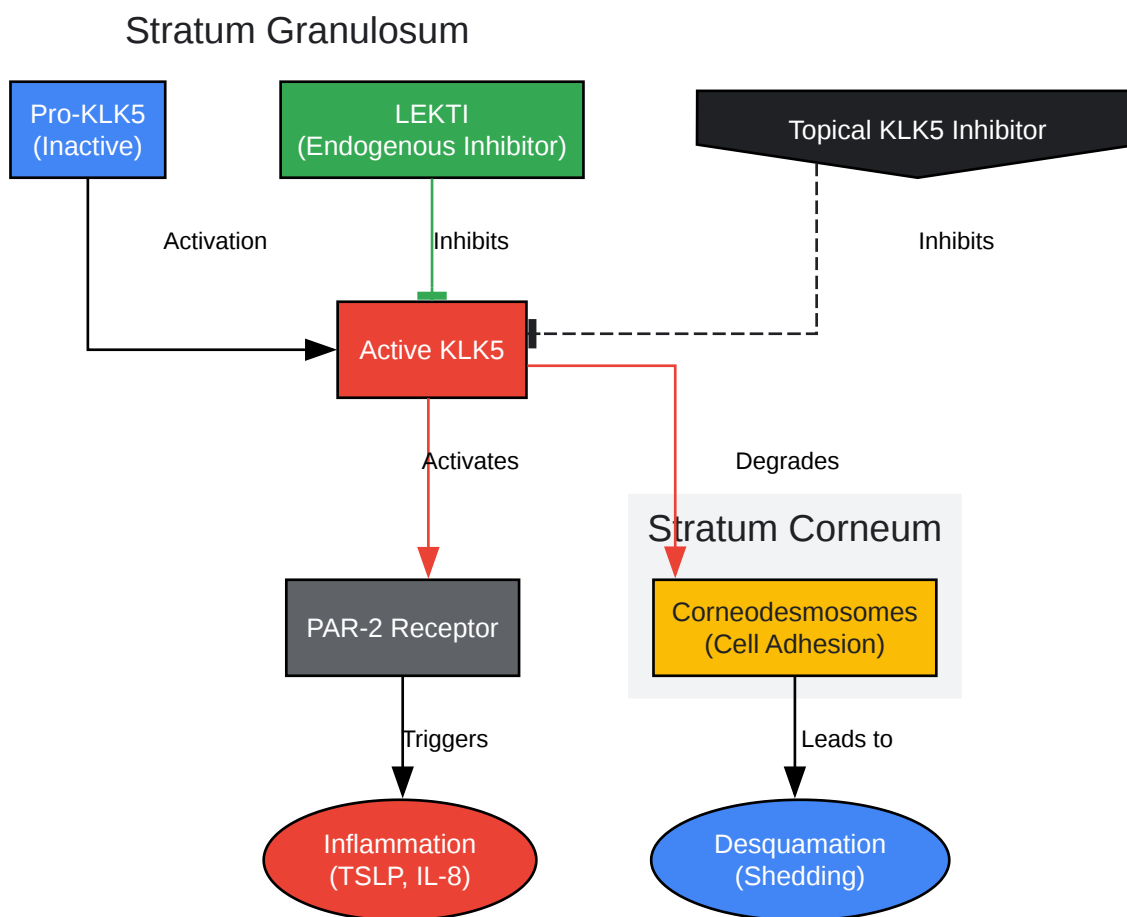 Stratum Granulosum
Pro-KLK5
(Inactive)
LEKTI
(Endogenous Inhibitor)
Topical KLK5 Inhibitor
Activation
Inhibits
Inhibits
Active KLK5
Activates
Degrades
Stratum Corneum
PAR-2 Receptor
Corneodesmosomes
(Cell Adhesion)
Triggers
Leads to
Inflammation
(TSLP, IL-8)
Desquamation
(Shedding)